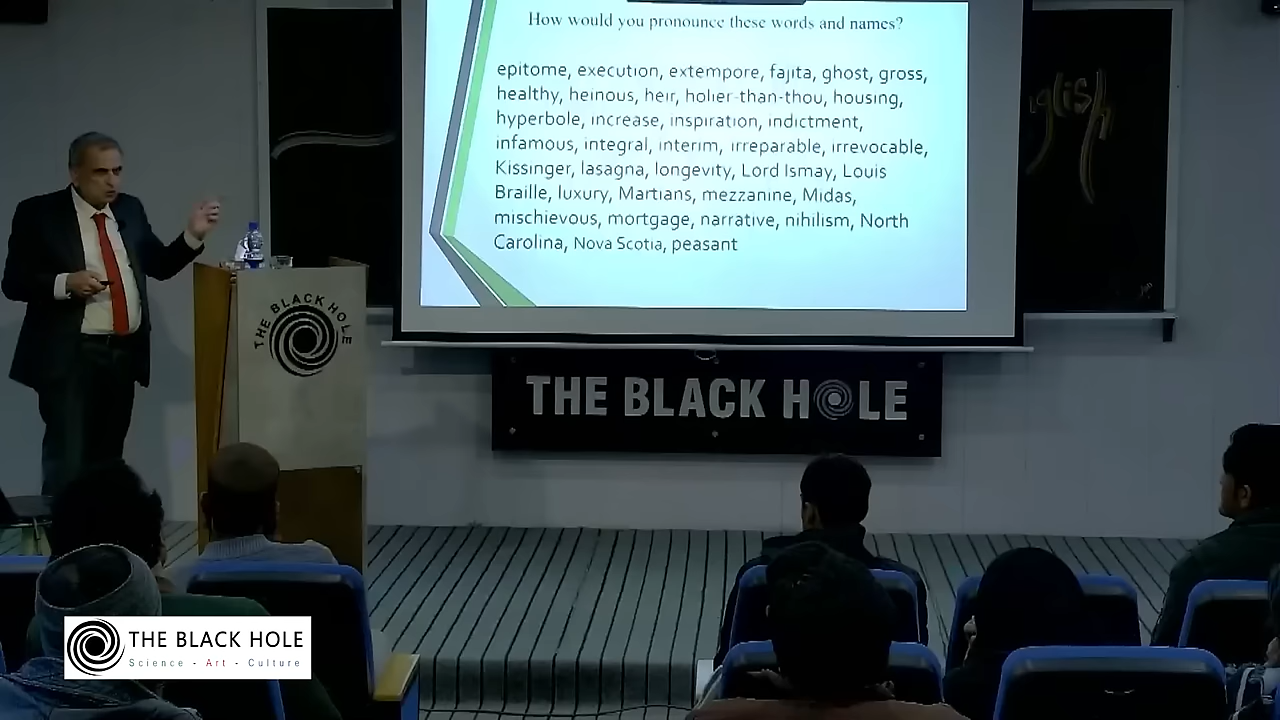 How would you pronounce these words and names?
epitome, execution, extempore, fajita, ghost, gross,
healthy, heinous, heir, holier-than-thou, housing,
hyperbole, increase, inspiration, indictment,
infamous, integral, interim, irreparable, irrevocable,
Kissinger, lasagna, longevity, Lord Ismay, Louis
Braille, luxury, Martians, mezzanine, Midas,
mischievous, mortgage, narrative, nihilism, North
Carolina, Nova Scotia, peasant
THE BLACK HOLE
THE BLACK HOLE
THE BLACK HOLE
Science - Art - Culture